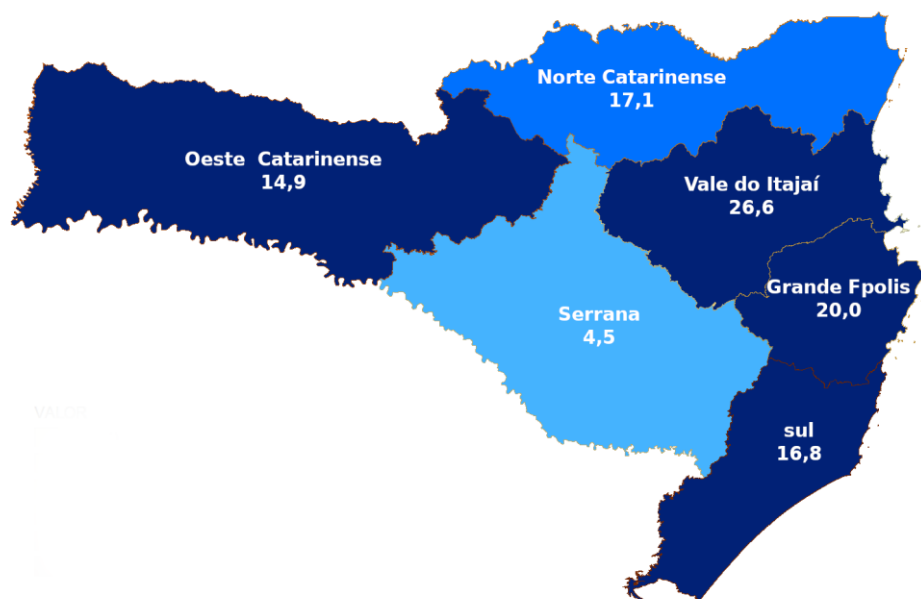 Norte Catarinense
17,1
Oeste  Catarinense
14,9
Vale do Itajaí
26,6
Grande Fpolis
20,0
Serrana
4,5
sul
16,8
VALOR